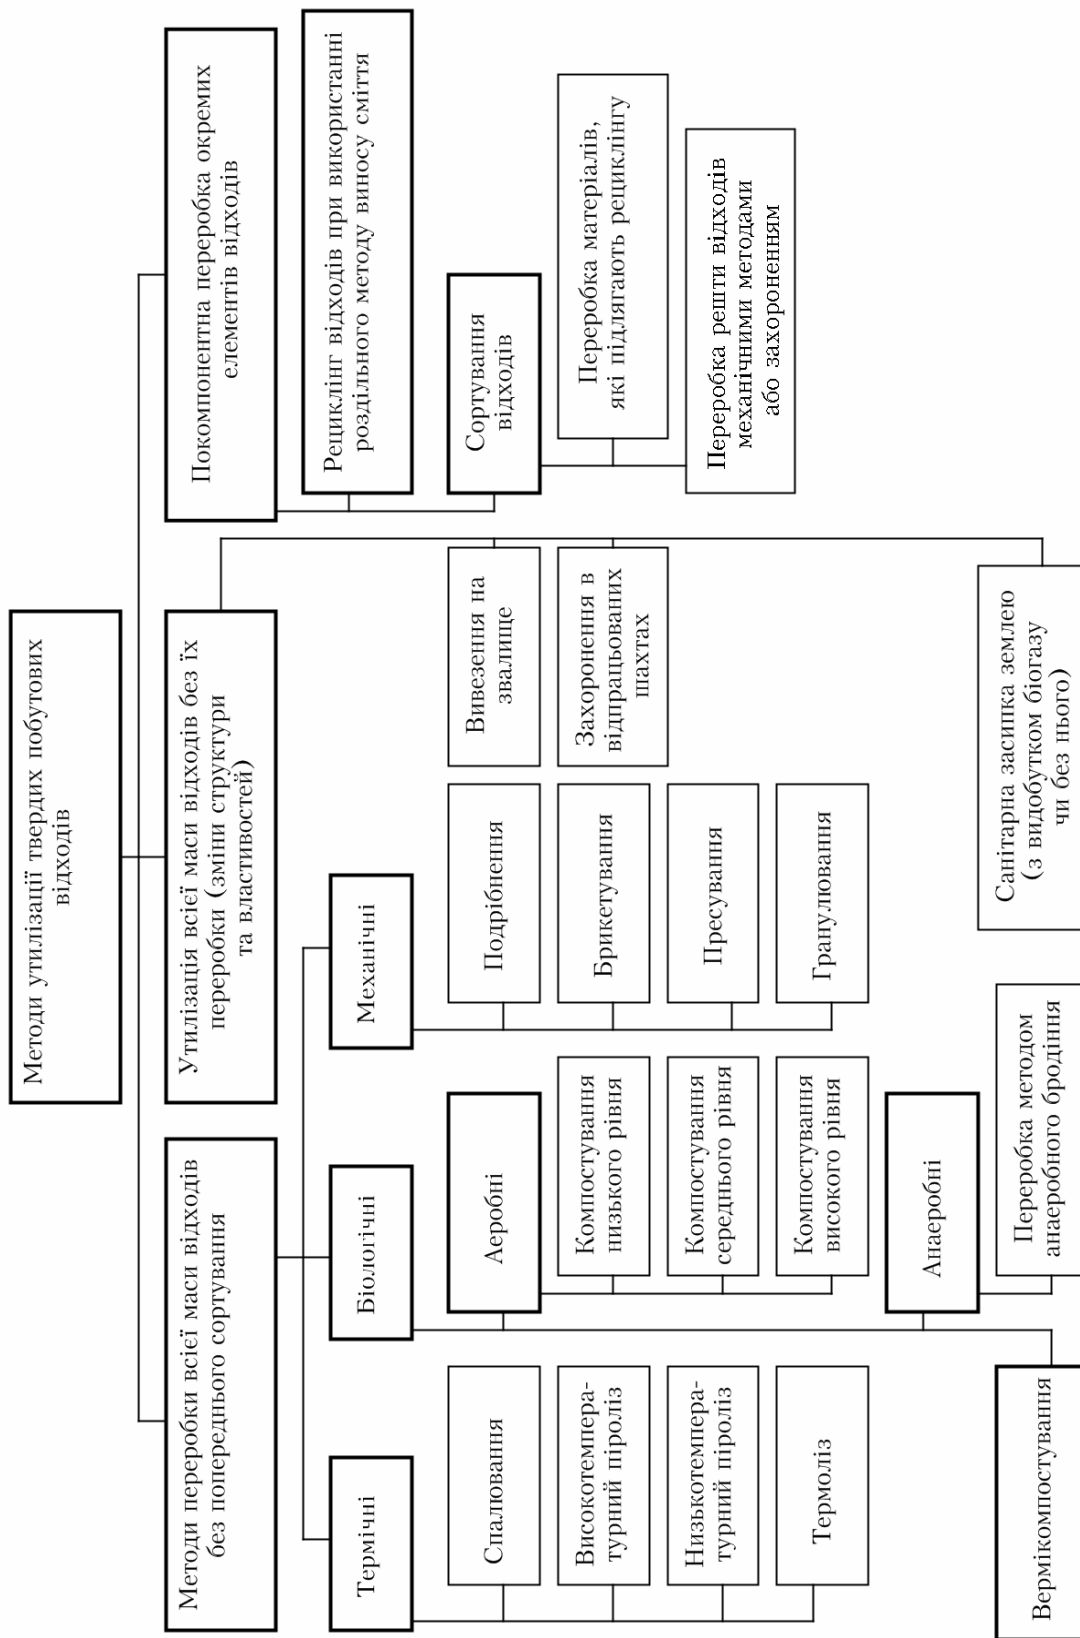 Методи утилізації твердих побутових
відходів
Методи переробки всієї маси відходів
без попереднього сортування
Утилізація всієї маси відходів без їх
переробки (зміни структури
та властивостей)
Покомпонентна переробка окремих
елементів відходів
Термічні
Біологічні
Механічні
Рециклінг відходів при використанні
роздільного методу виносу сміття
Спалювання
Аеробні
Подрібнення
Вивезення на
звалище
Сортування
відходів
Високотемпера-
турний піроліз
Компостування
низького рівня
Брикетування
Захоронення в
відпрацьованих
шахтах
Переробка матеріалів,
які підлягають рециклінгу
Низькотемпера-
турний піроліз
Компостування
середнього рівня
Пресування
Переробка решти відходів
механічними методами
або захороненням
Термоліз
Компостування
високого рівня
Гранулювання
Анаеробні
Вермікомпостування
Переробка методом
анаеробного бродіння
Санітарна засипка землею
(з видобутком біогазу
чи без нього)